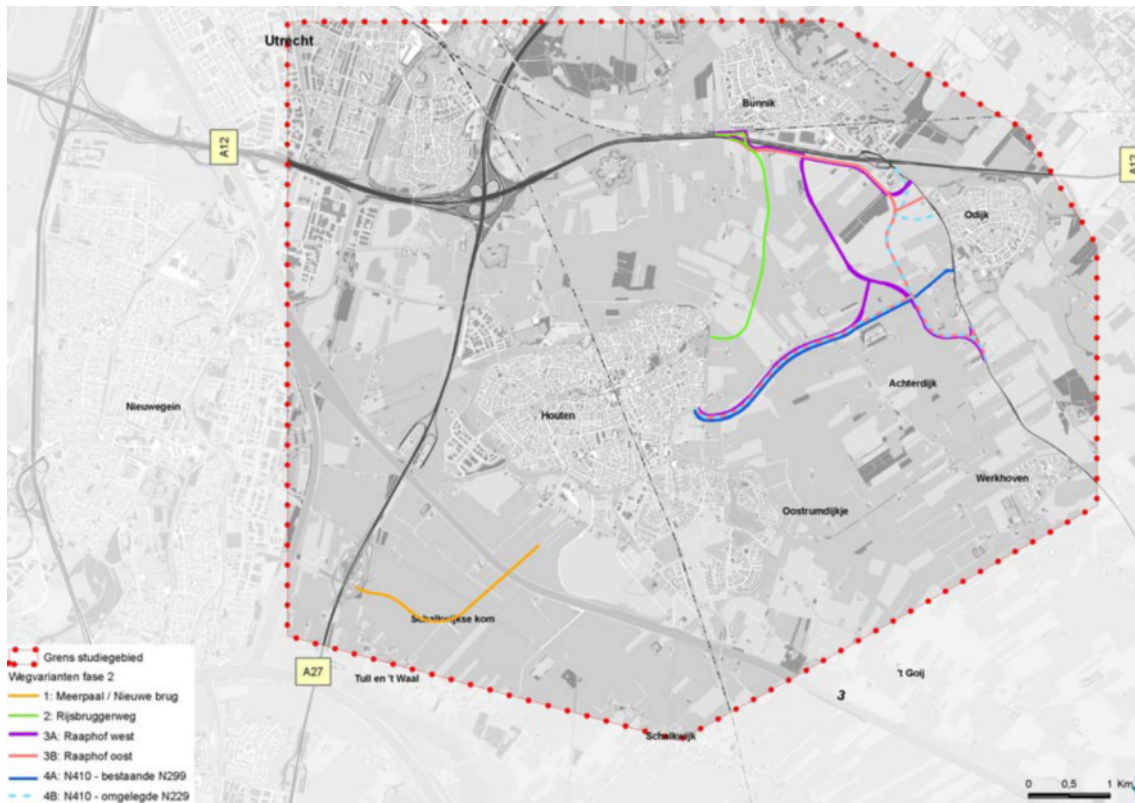 Utrecht
Bunnik
A12
A12
Odijk
Achterdijk
Nieuwegein
Houten
Werkhoven
Oostrumdijkje
Schalkwijkse kom
Grens studiegebied
Wegvarianten fase 2
A27
Tull en 't Waal
't Goij
3
1: Meerpaal / Nieuwe brug
2: Rijsbruggerweg
3A: Raaphof west
Schalkwijk
3B: Raaphof oost
4A: N410 - bestaande N299
4B: N410 - omgelegde N229
0 0,5 1 Km